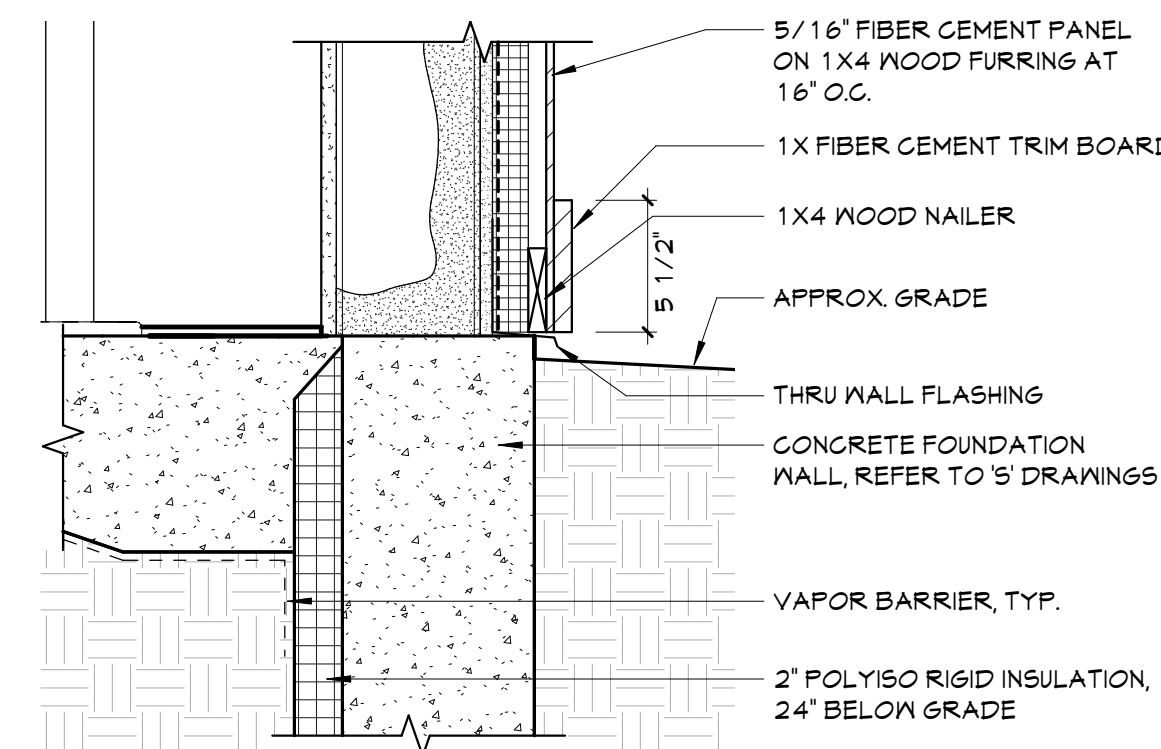 5/16" FIBER CEMENT PANEL
ON 1X4 WOOD FURRING AT
16" O.C.
1X FIBER CEMENT TRIM BOARD
1X4 WOOD NAILER
5 1/2"
APPROX. GRADE
THRU WALL FLASHING
CONCRETE FOUNDATION
WALL, REFER TO 'S' DRAWINGS
VAPOR BARRIER, TYP.
2" POLYISO RIGID INSULATION,
24" BELOW GRADE